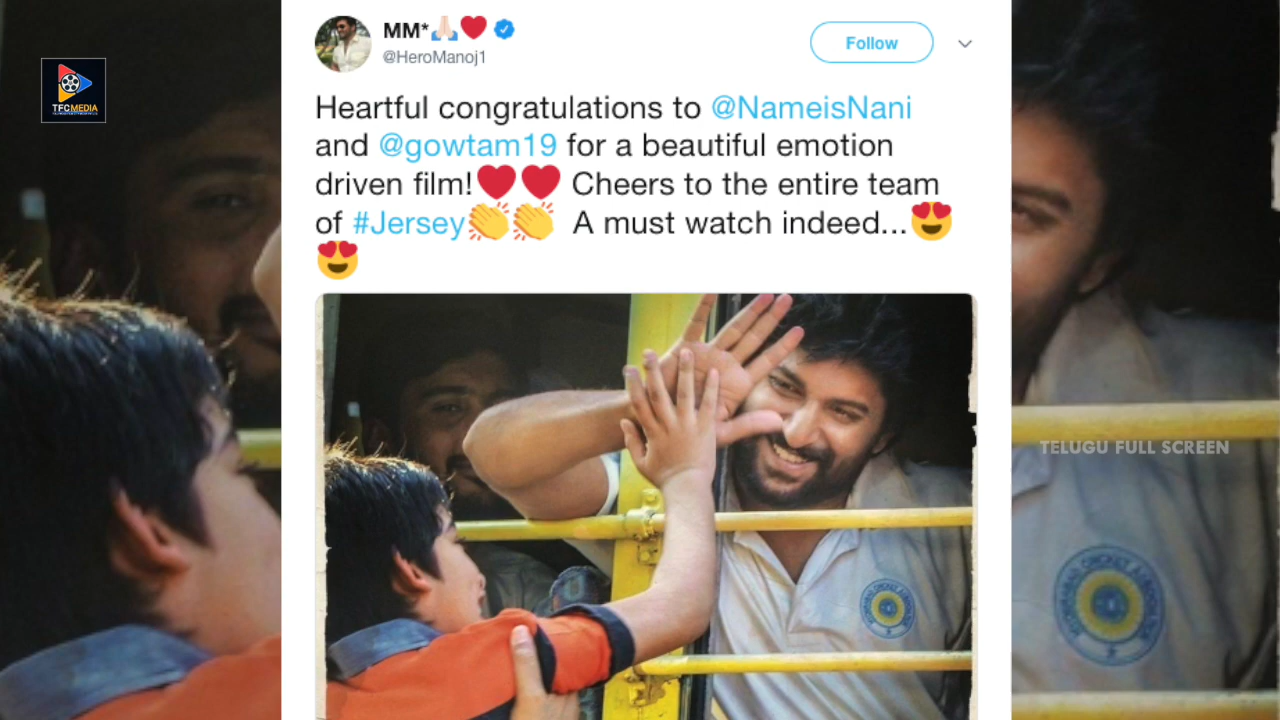 MM*🙏🏻❤️
@HeroManoj1
Follow
TFCMEDIA
Heartful congratulations to @NameisNani
and @gowtam19 for a beautiful emotion
driven film!❤️❤️ Cheers to the entire team
of #Jersey👏👏 A must watch indeed...😍
😍
TELUGU FULL SCREEN